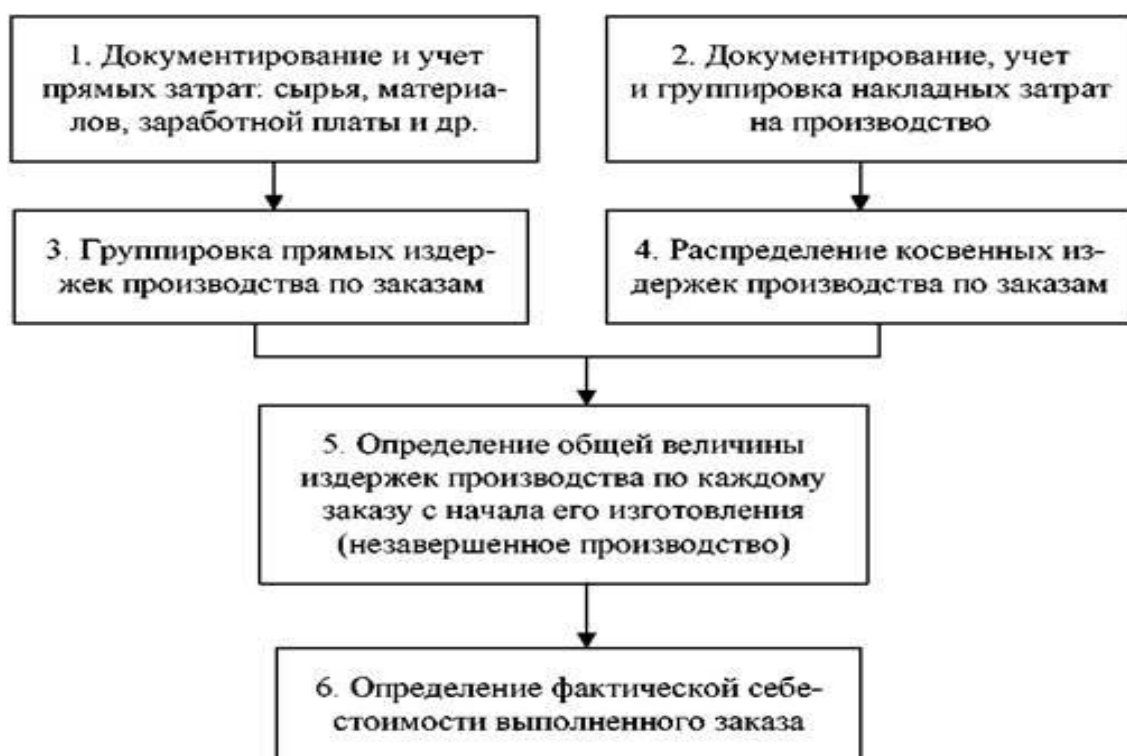 1. Документирование и учет
прямых затрат: сырья, материа-
лов, заработной платы и др.
2. Документирование, учет
и группировка накладных затрат
на производство
3. Группировка прямых издер-
жек производства по заказам
4. Распределение косвенных из-
держек производства по заказам
5. Определение общей величины
издержек производства по каждому
заказу с начала его изготовления
(незавершенное производство)
6. Определение фактической себе-
стоимости выполненного заказа